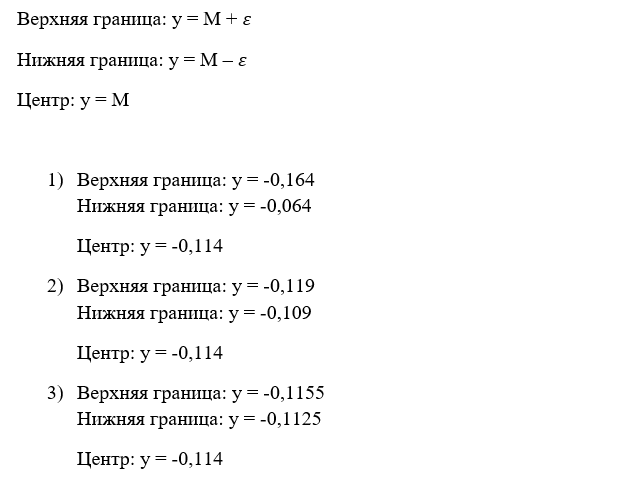 Верхняя граница: y = M + 𝜀
Нижняя граница: y = M – 𝜀
Центр: y = M
1) Верхняя граница: y = -0,164
Нижняя граница: y = -0,064
Центр: y = -0,114
2) Верхняя граница: y = -0,119
Нижняя граница: y = -0,109
Центр: y = -0,114
3) Верхняя граница: y = -0,1155
Нижняя граница: y = -0,1125
Центр: y = -0,114